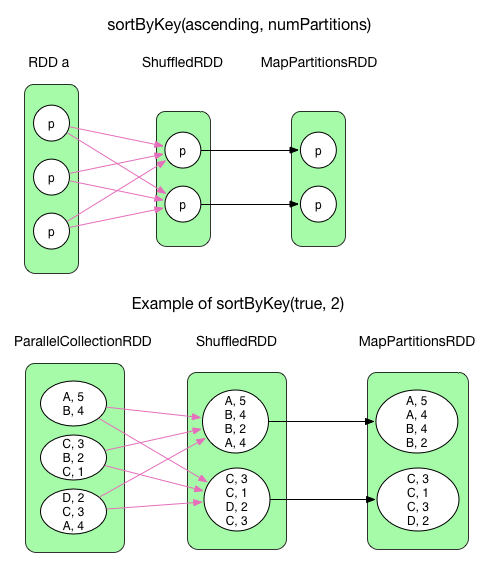 sortByKey(ascending, numPartitions)
RDD a
ShuffledRDD
MapPartitionsRDD
p
p
p
p
p
p
p
Example of sortByKey(true, 2)
ParallelCollectionRDD
ShuffledRDD
MapPartitionsRDD
A, 5
B, 4
C, 3
B, 2
C, 1
D, 2
C, 3
A, 4
A, 5
B, 4
B, 2
A, 4
C, 3
C, 1
D, 2
C, 3
A, 5
A, 4
B, 4
B, 2
C, 3
C, 1
C, 3
D, 2